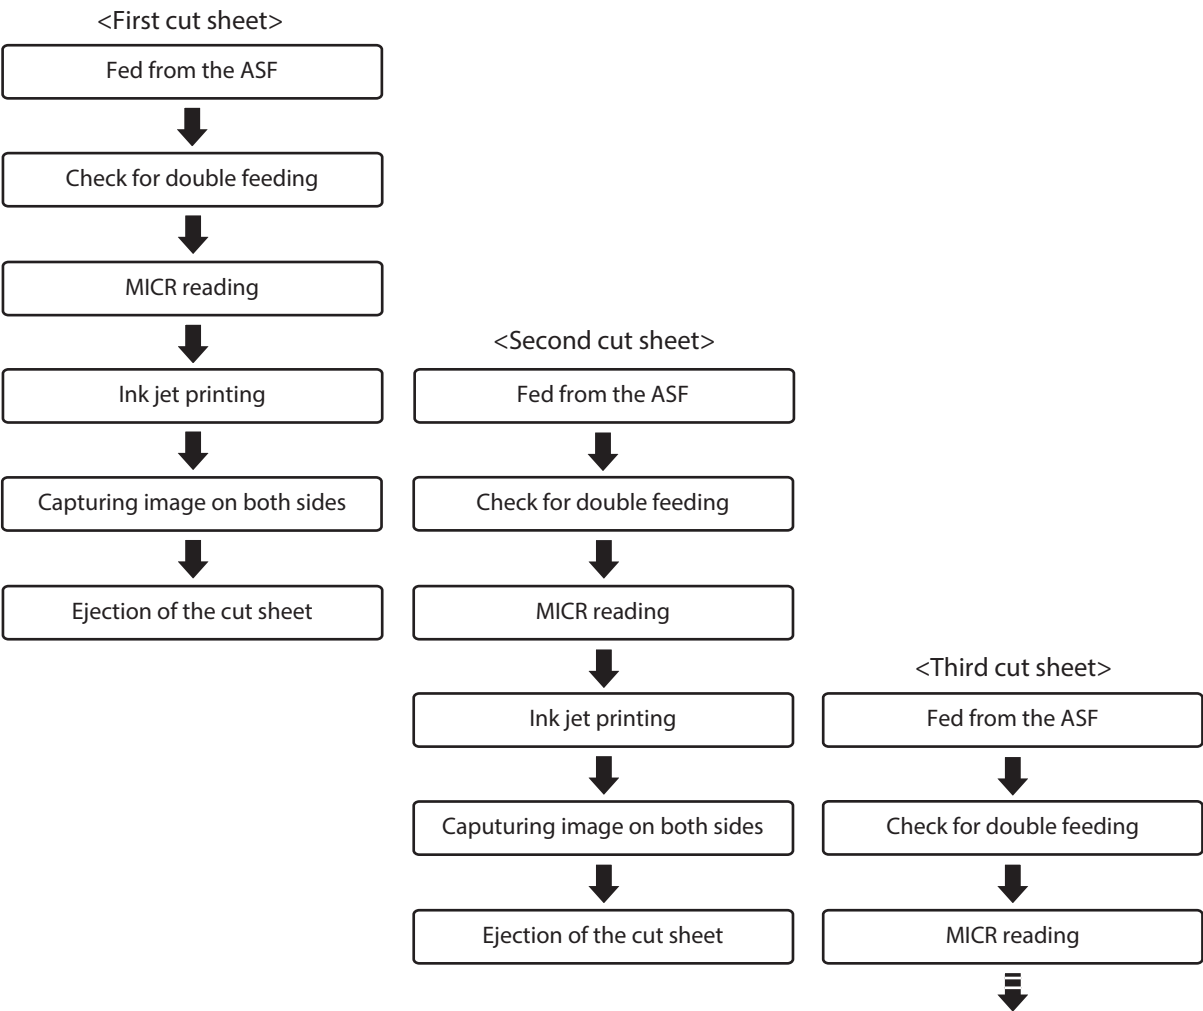 <First cut sheet>
Fed from the ASF
Check for double feeding
MICR reading
Ink jet printing
Capturing image on both sides
Ejection of the cut sheet
<Second cut sheet>
Fed from the ASF
Check for double feeding
MICR reading
Ink jet printing
Caputuring image on both sides
Ejection of the cut sheet
<Third cut sheet>
Fed from the ASF
Check for double feeding
MICR reading